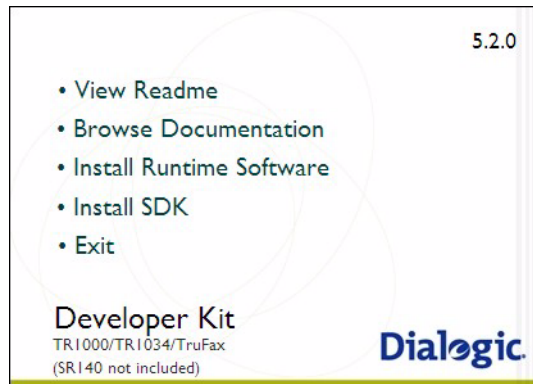 5.2.0
• View Readme
• Browse Documentation
• Install Runtime Software
• Install SDK
• Exit
Developer Kit
TR1000/TR1034/TruFax
(SR140 not included)
Dialogic.